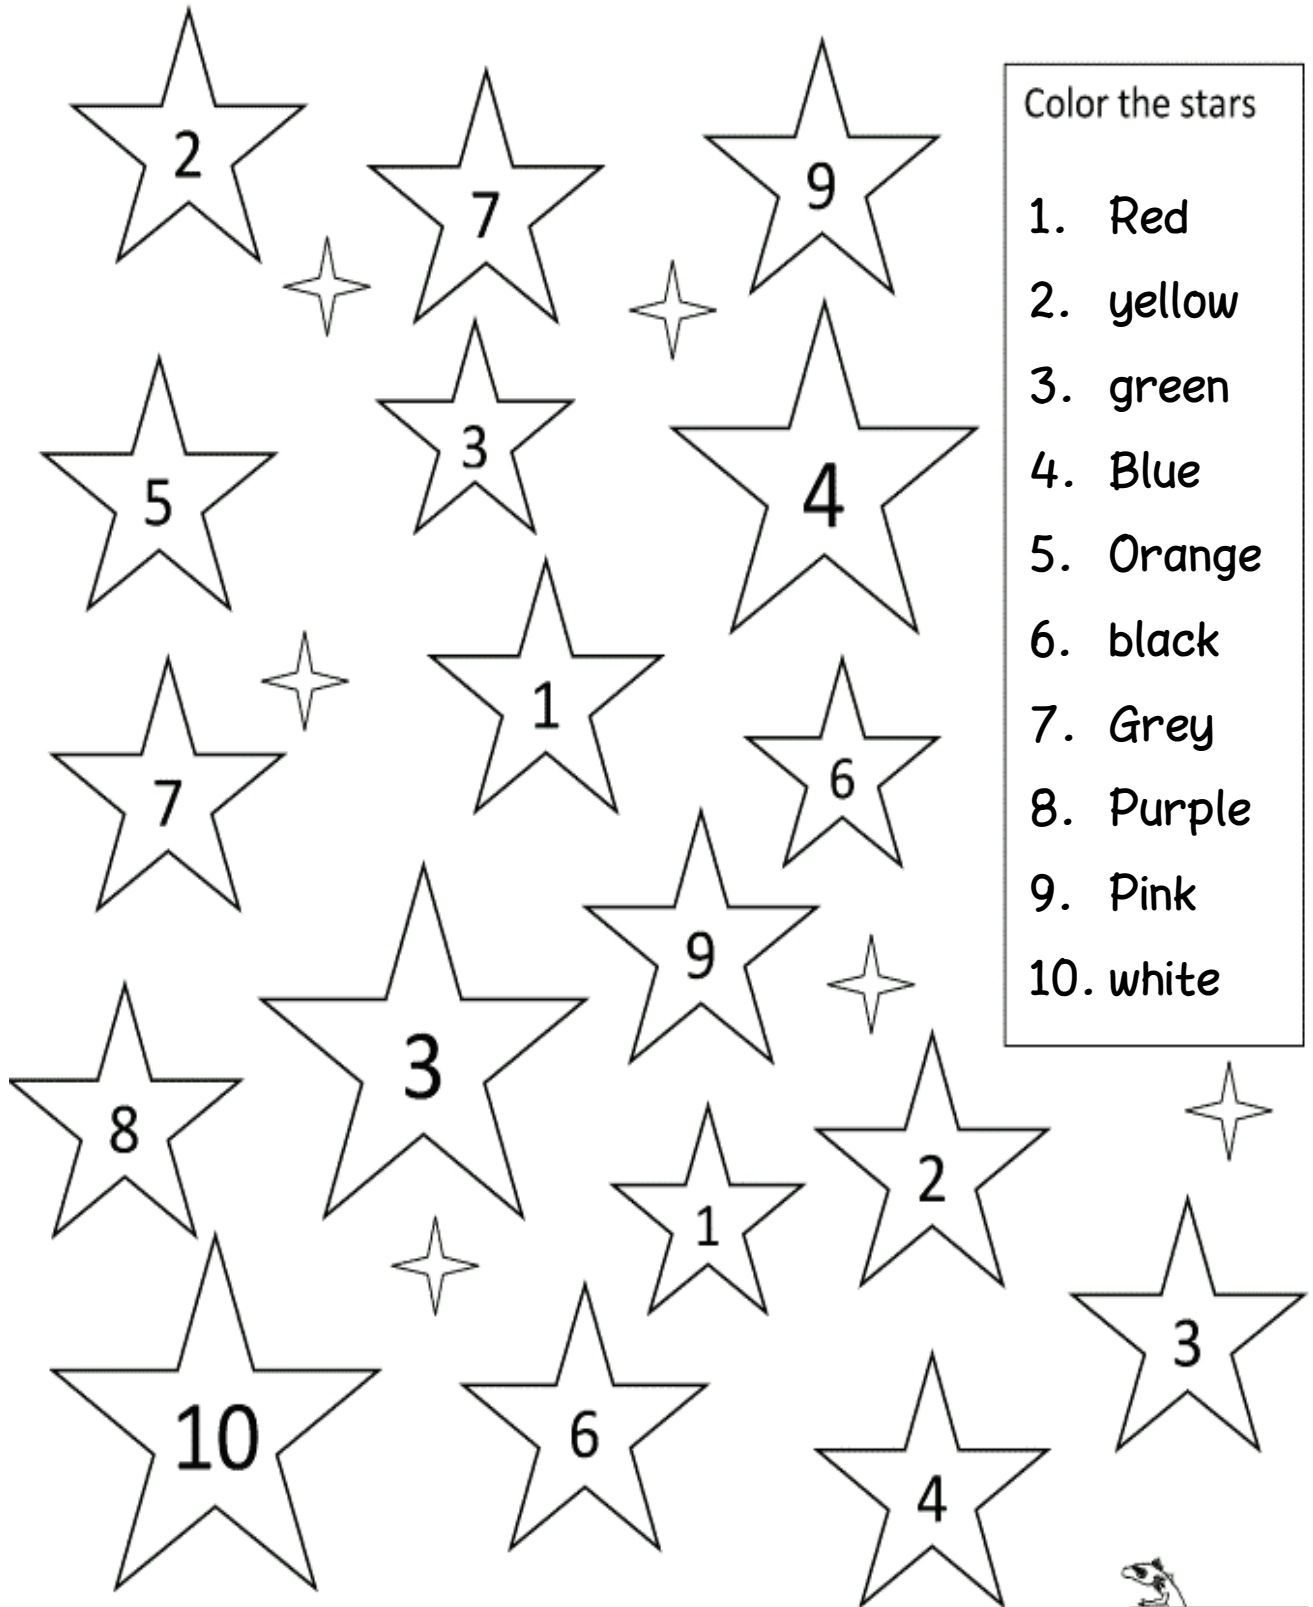 2
7
9
3
5
4
1
7
6
9
3
8
2
1
3
10
6
4
Color the stars
1. Red
2. yellow
3. green
4. Blue
5. Orange
6. black
7. Grey
8. Purple
9. Pink
10. white